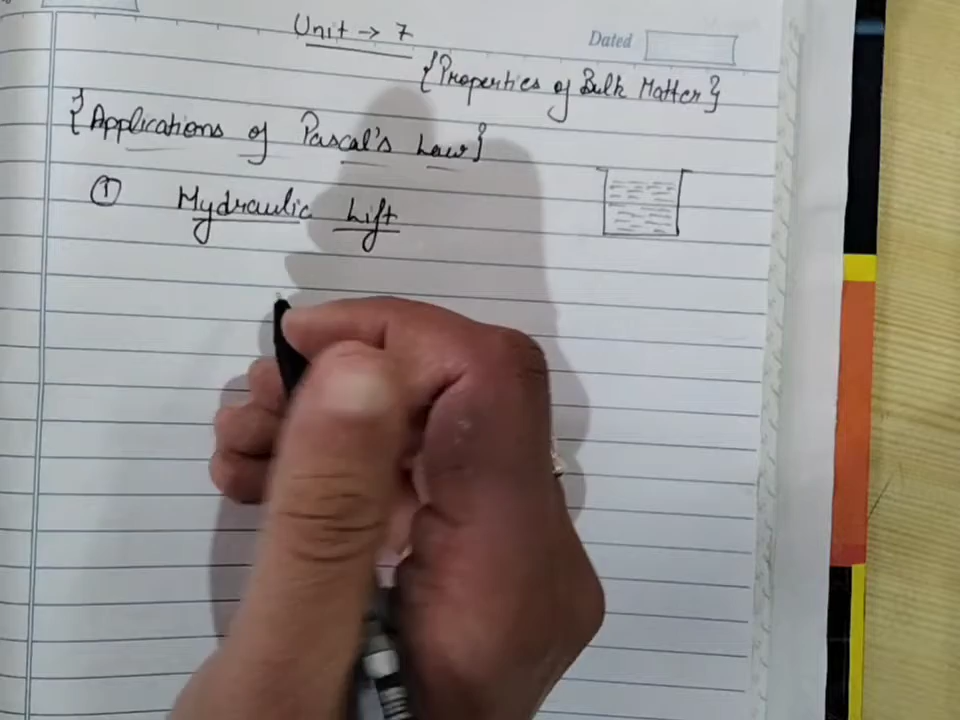 Unit → 7
Dated
{Properties of Bulk Matter}
{Applications of Pascal's Law}
① Hydraulic Lift